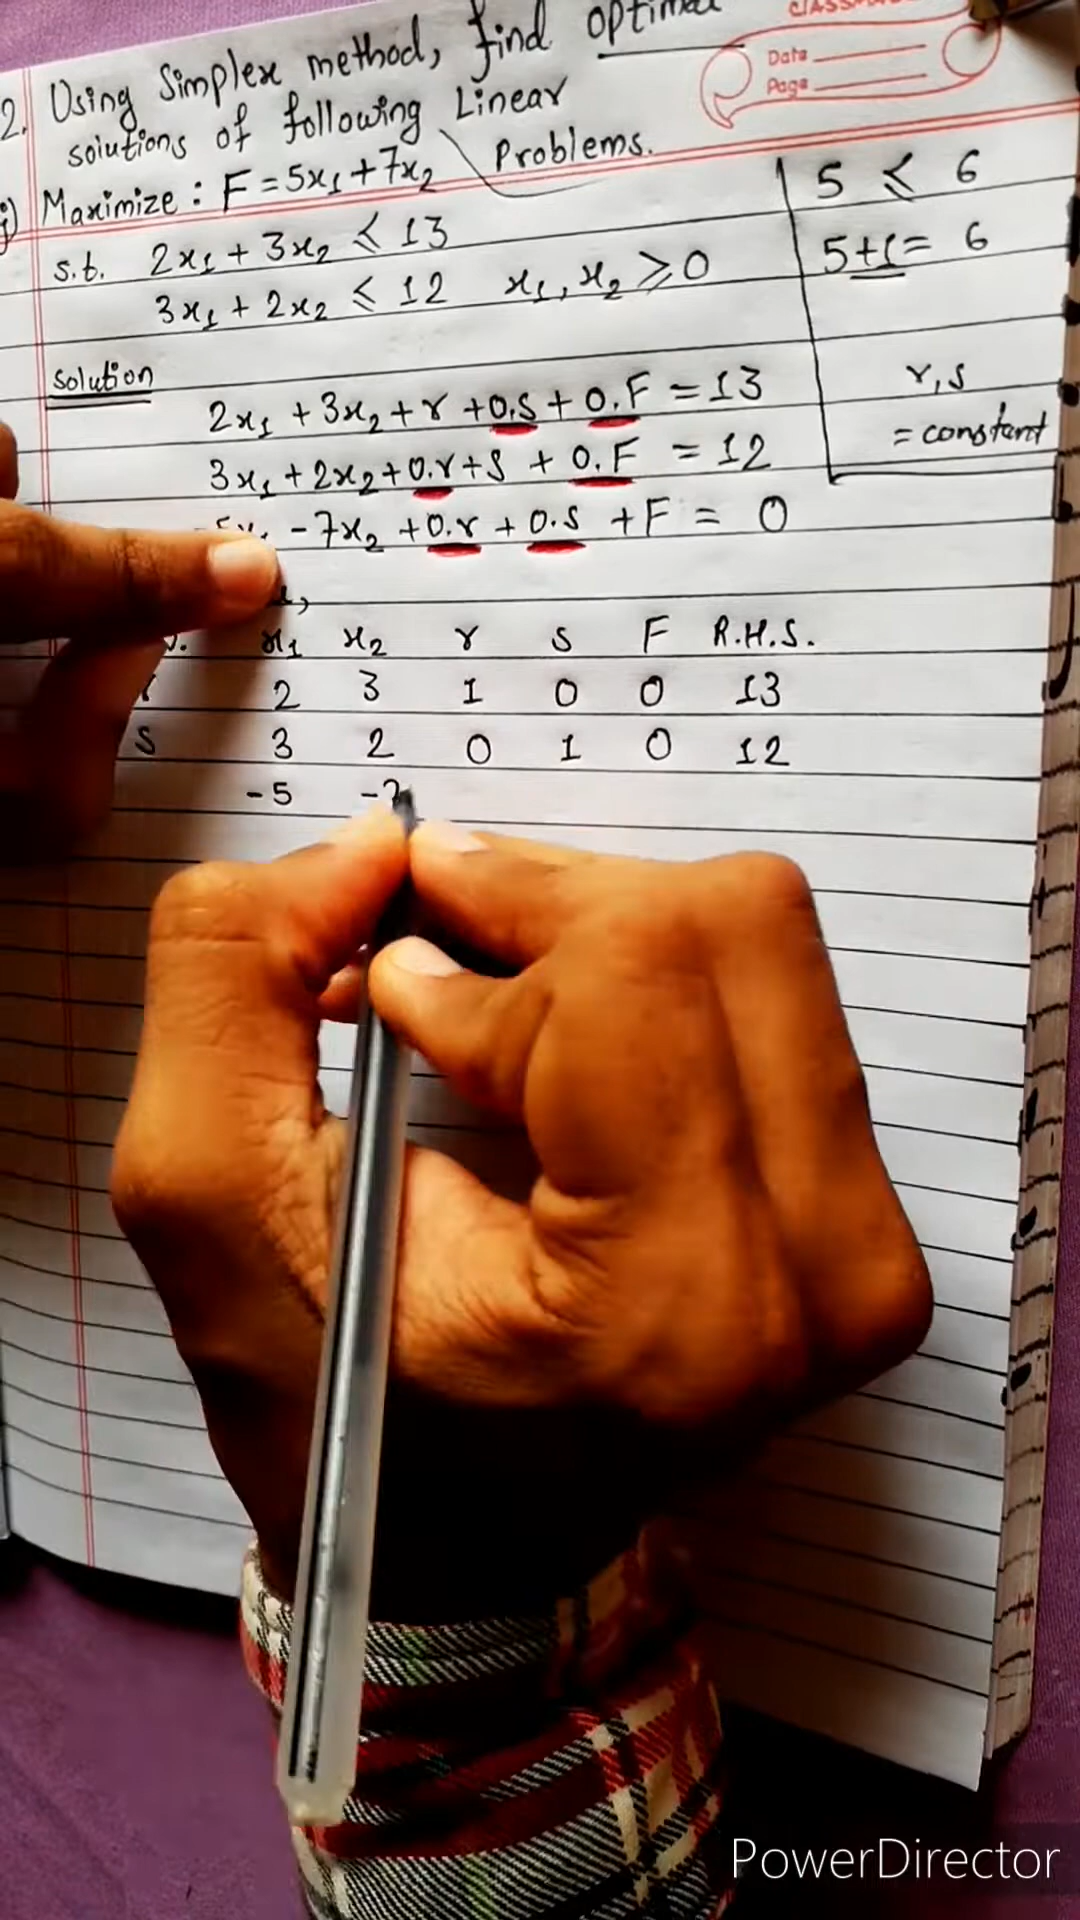 2. Using Simplex method, find optimal
solutions of following Linear
Problems.
i) Maximize : F = 5x₁ + 7x₂
s.t. 2x₁ + 3x₂ ≤ 13
3x₁ + 2x₂ ≤ 12 x₁, x₂ ≥ 0
Date
Page
5 ≤ 6
5+1= 6
r,s
= constant
solution
2x₁ + 3x₂ + r + 0.s + 0.F = 13
3x₁ + 2x₂ + 0.r + s + 0.F = 12
- 7x₂ + 0.r + 0.s + F = 0
x₁ x₂ r s F R.H.S.
2 3 1 0 0 13
s 3 2 0 1 0 12
-5
PowerDirector